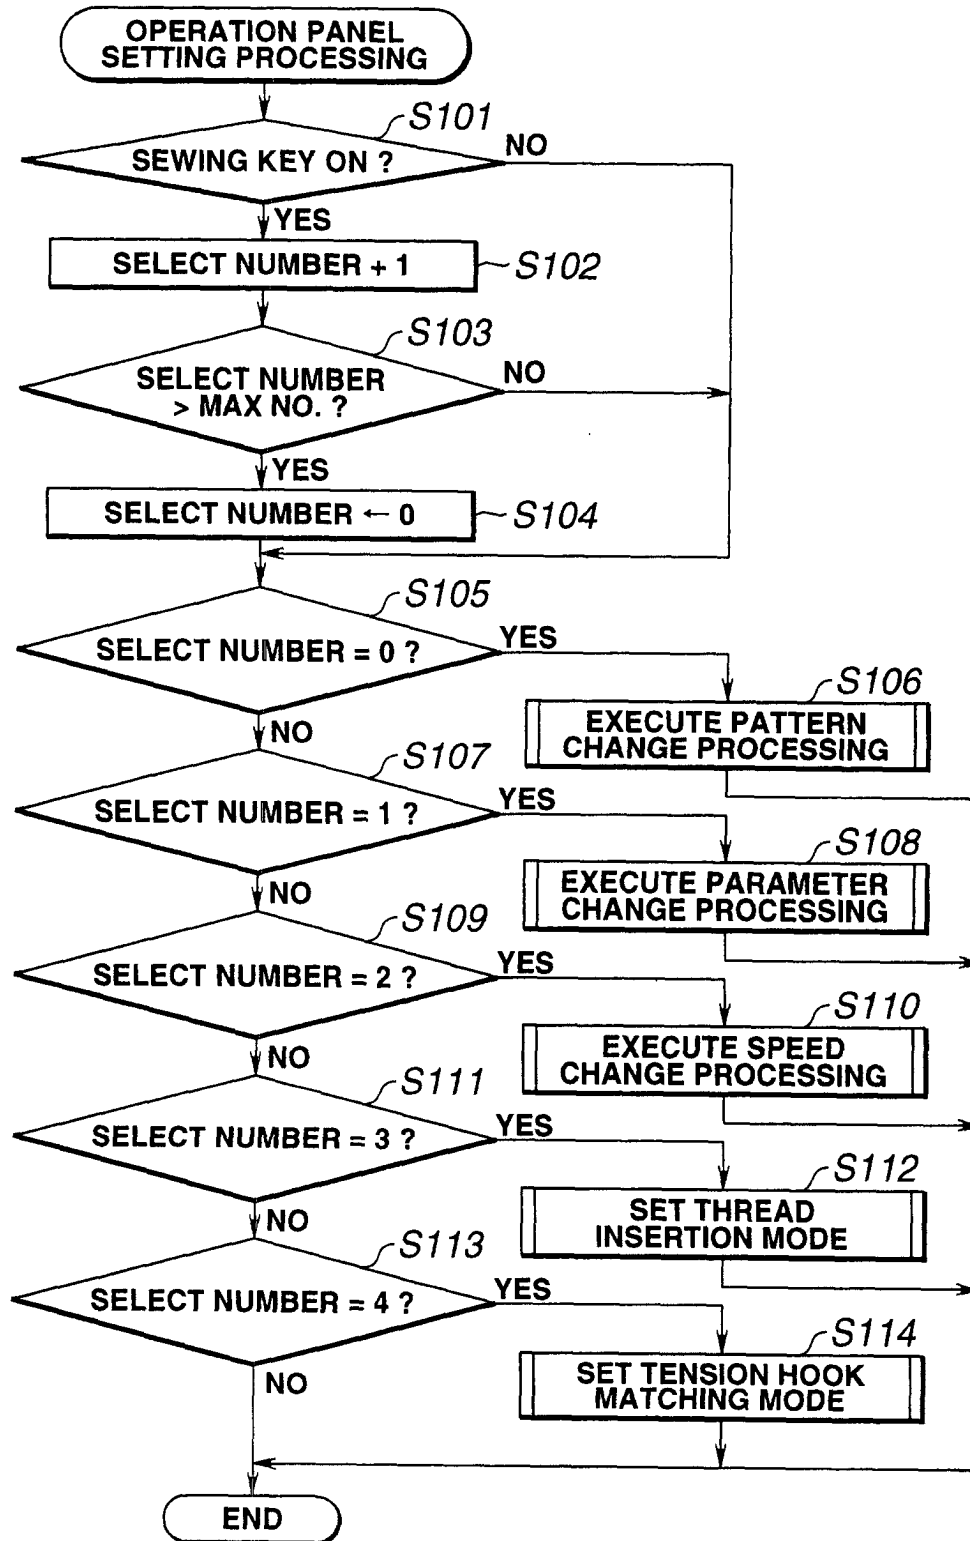 OPERATION PANEL
SETTING PROCESSING
S101
SEWING KEY ON ?
NO
YES
SELECT NUMBER + 1
S102
S103
SELECT NUMBER
> MAX NO. ?
NO
YES
SELECT NUMBER ← 0
S104
S105
SELECT NUMBER = 0 ?
YES
NO
S106
EXECUTE PATTERN
CHANGE PROCESSING
S107
SELECT NUMBER = 1 ?
YES
NO
S108
EXECUTE PARAMETER
CHANGE PROCESSING
S109
SELECT NUMBER = 2 ?
YES
NO
S110
EXECUTE SPEED
CHANGE PROCESSING
S111
SELECT NUMBER = 3 ?
YES
NO
S112
SET THREAD
INSERTION MODE
S113
SELECT NUMBER = 4 ?
YES
NO
S114
SET TENSION HOOK
MATCHING MODE
END